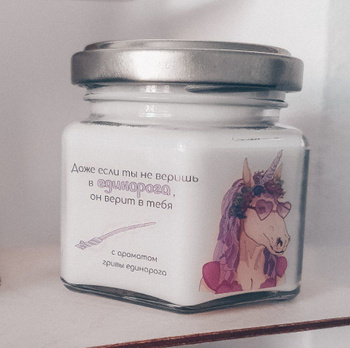 Даже если ты не веришь
в единорога,
он верит в тебя
с ароматом
гривы единорога